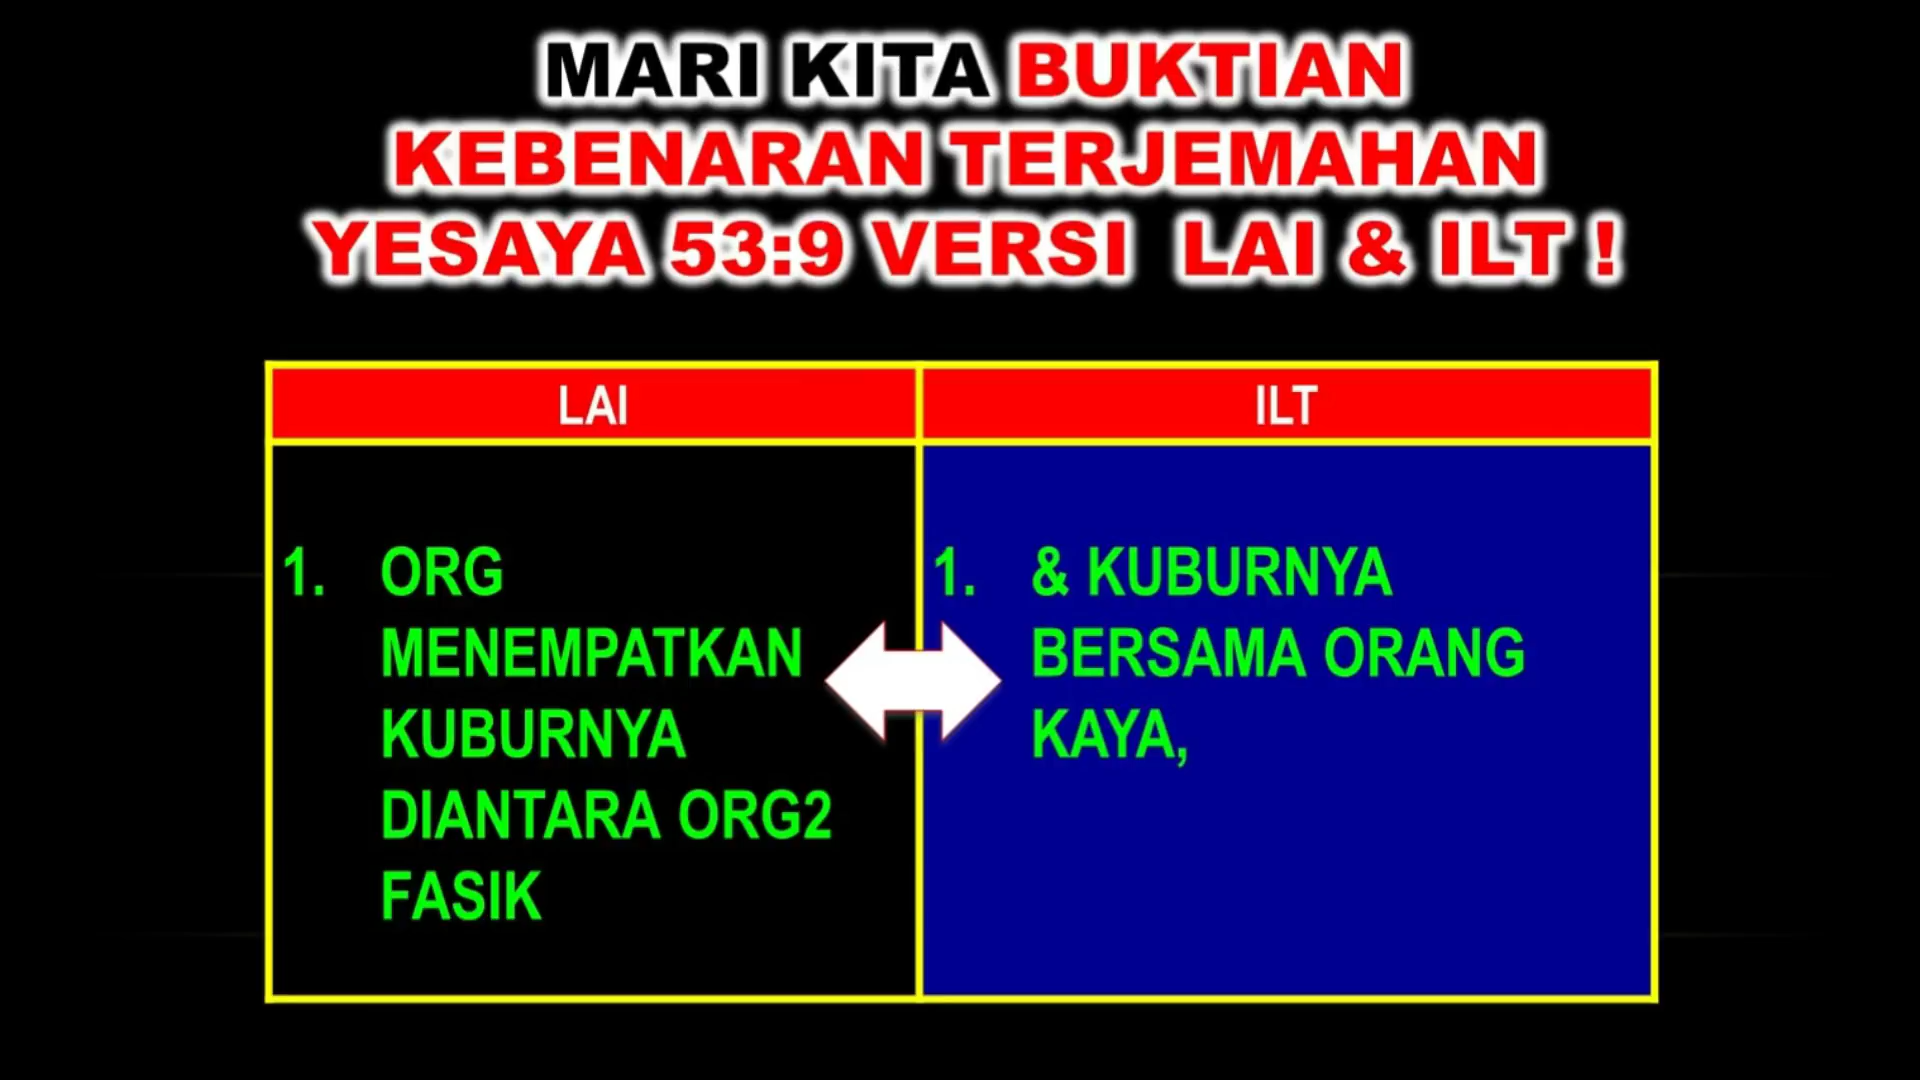 MARI KITA BUKTIAN
KEBENARAN TERJEMAHAN
YESAYA 53:9 VERSI LAI & ILT !
LAI
ILT
1. ORG
MENEMPATKAN
KUBURNYA
DIANTARA ORG2
FASIK
1. & KUBURNYA
BERSAMA ORANG
KAYA,